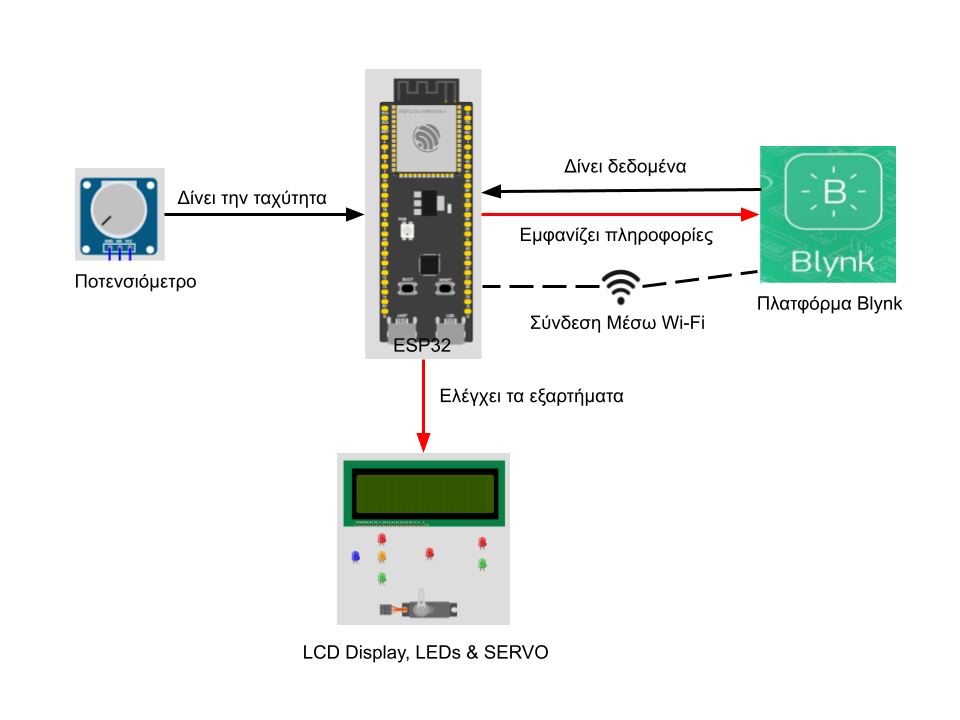 Δίνει δεδομένα
B
Δίνει την ταχύτητα
Εμφανίζει πληροφορίες
Blynk
Ποτενσιόμετρο
Πλατφόρμα Blynk
Σύνδεση Μέσω Wi-Fi
ESP32
Ελέγχει τα εξαρτήματα
LCD Display, LEDs & SERVO